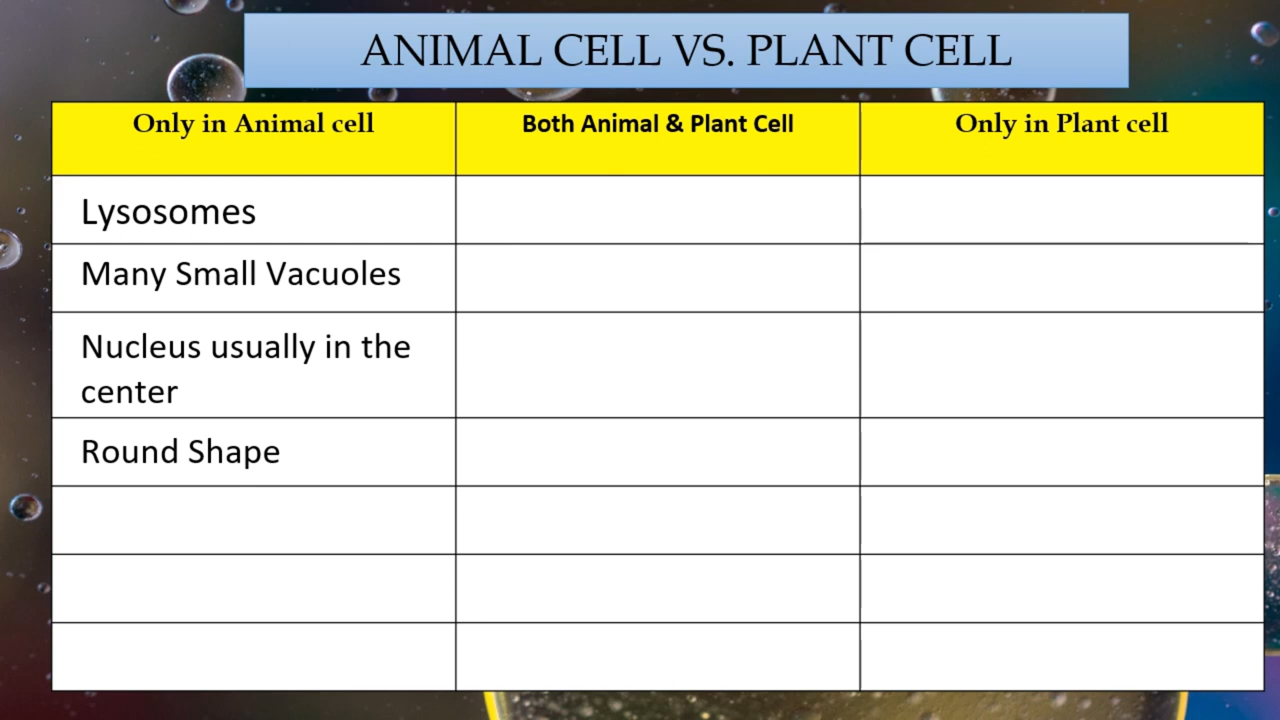 ANIMAL CELL VS. PLANT CELL
Only in Animal cell
Both Animal & Plant Cell
Only in Plant cell
Lysosomes
Many Small Vacuoles
Nucleus usually in the
center
Round Shape